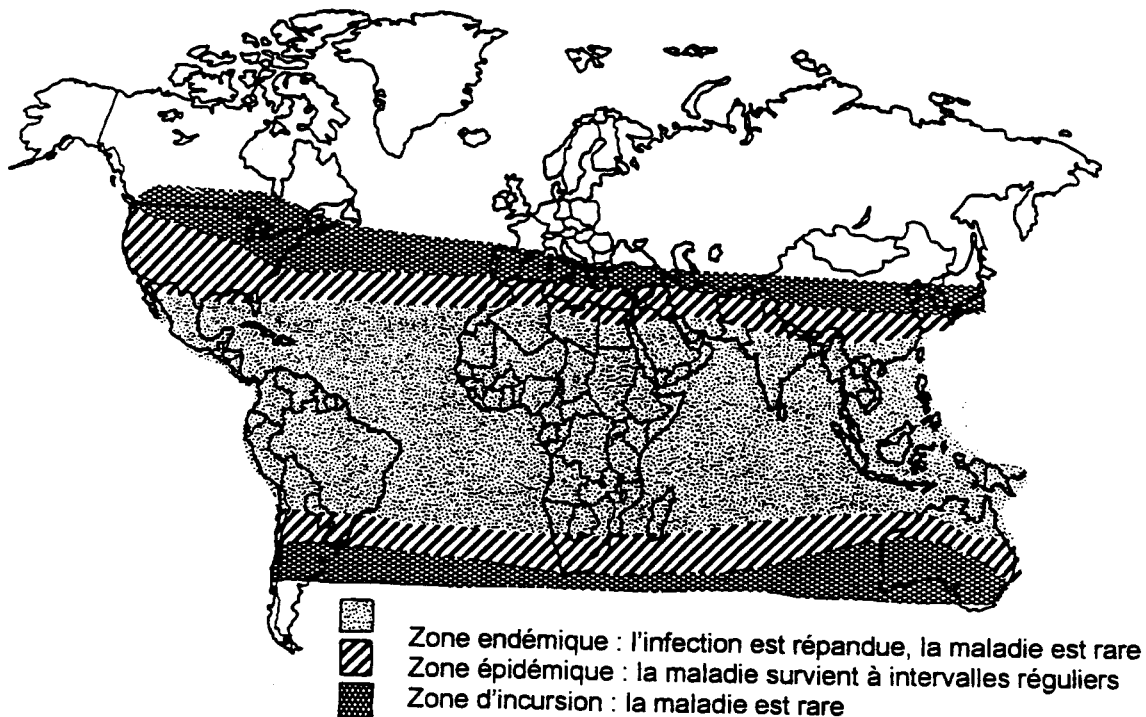 Zone endémique : l'infection est répandue, la maladie est rare
Zone épidémique : la maladie survient à intervalles réguliers
Zone d'incursion : la maladie est rare